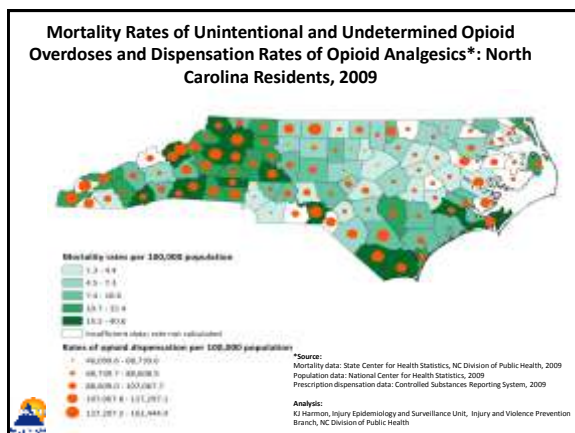 Mortality Rates of Unintentional and Undetermined Opioid
Overdoses and Dispensation Rates of Opioid Analgesics*: North
Carolina Residents, 2009
Mortality rates per 100,000 population
Insufficient data; rate not calculated
Rates of opioid dispensation per 100,000 population
*Source:
Mortality data: State Center for Health Statistics, NC Division of Public Health, 2009
Population data: National Center for Health Statistics, 2009
Prescription dispensation data: Controlled Substances Reporting System, 2009
Analysis:
KJ Harmon, Injury Epidemiology and Surveillance Unit, Injury and Violence Prevention
Branch, NC Division of Public Health